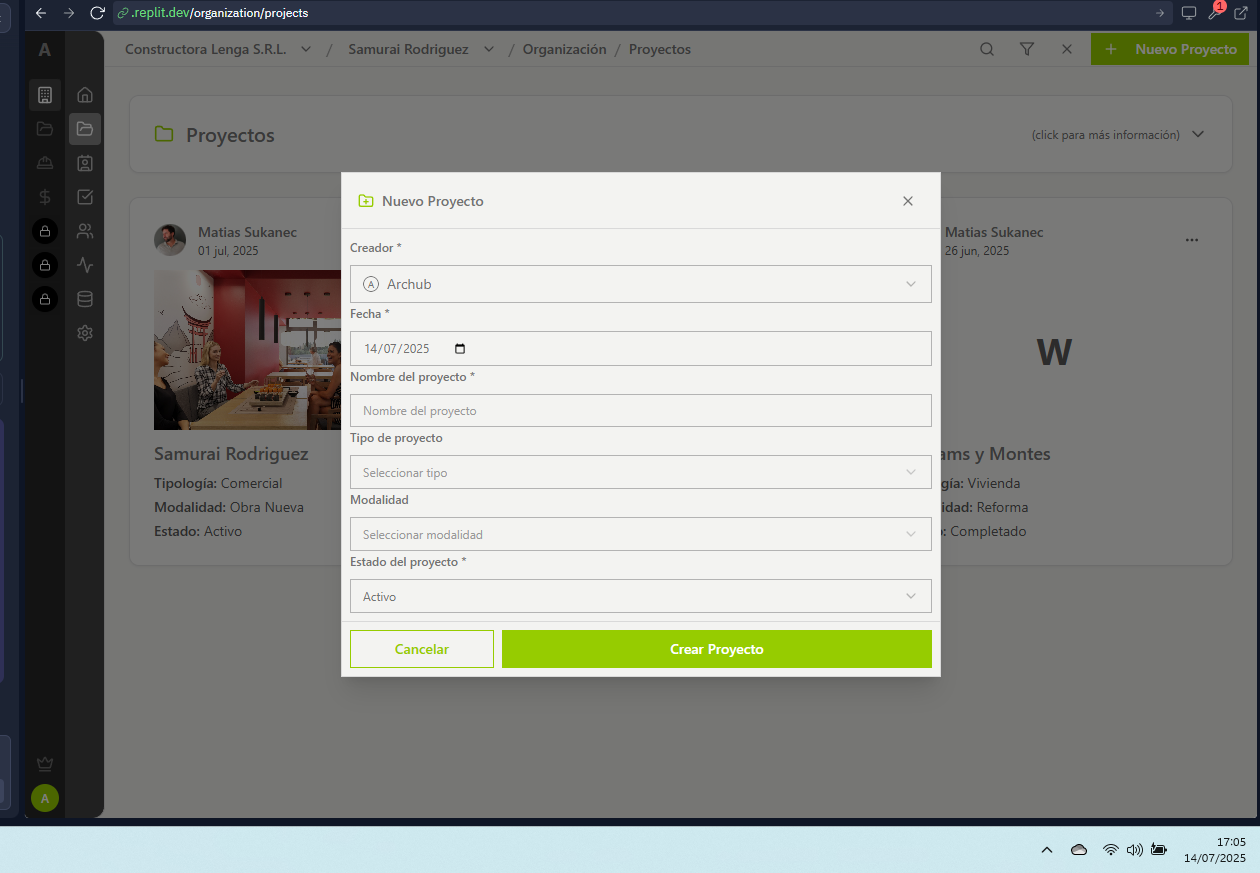 .replit.dev/organization/projects
1
A
Constructora Lenga S.R.L. / Samurai Rodriguez / Organización / Proyectos
+ Nuevo Proyecto
Proyectos
(click para más información)
Matias Sukanec
01 jul, 2025
Samurai Rodriguez
Tipología: Comercial
Modalidad: Obra Nueva
Estado: Activo
Nuevo Proyecto
Creador *
A Archub
Fecha *
14/07/2025
Nombre del proyecto *
Nombre del proyecto
Tipo de proyecto
Seleccionar tipo
Modalidad
Seleccionar modalidad
Estado del proyecto *
Activo
Cancelar
Crear Proyecto
Matias Sukanec
26 jun, 2025
W
ams y Montes
gía: Vivienda
idad: Reforma
: Completado
A
17:05
14/07/2025